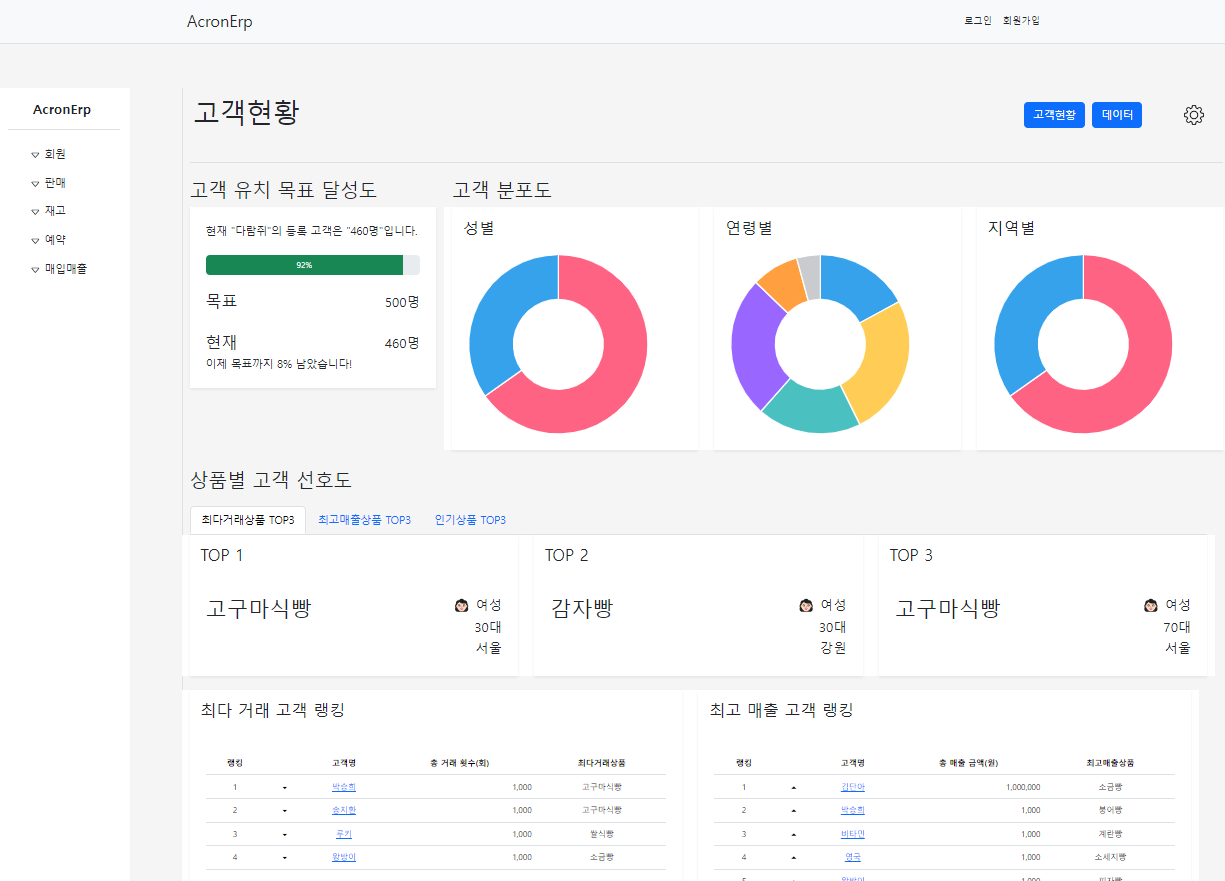 AcronErp
로그인 회원가입
AcronErp
회원
판매
재고
예약
매입매출
고객현황
고객현황 데이터
고객 유치 목표 달성도
현재 "다람쥐"의 등록 고객은 "460명"입니다.
92%
목표 500명
현재 460명
이제 목표까지 8% 남았습니다!
고객 분포도
성별
연령별
지역별
상품별 고객 선호도
최다거래상품 TOP3 최고매출상품 TOP3 인기상품 TOP3
TOP 1
고구마식빵
여성
30대
서울
TOP 2
감자빵
여성
30대
강원
TOP 3
고구마식빵
여성
70대
서울
최다 거래 고객 랭킹
랭킹 고객명 총 거래 횟수(회) 최다거래상품
1 박승희 1,000 고구마식빵
2 송지환 1,000 고구마식빵
3 루키 1,000 쌀식빵
4 왕방이 1,000 소금빵
최고 매출 고객 랭킹
랭킹 고객명 총 매출 금액(원) 최고매출상품
1 김단아 1,000,000 소금빵
2 박승희 1,000 붕어빵
3 비타민 1,000 계란빵
4 영국 1,000 소세지빵
5 왕방이 1,000 피자빵